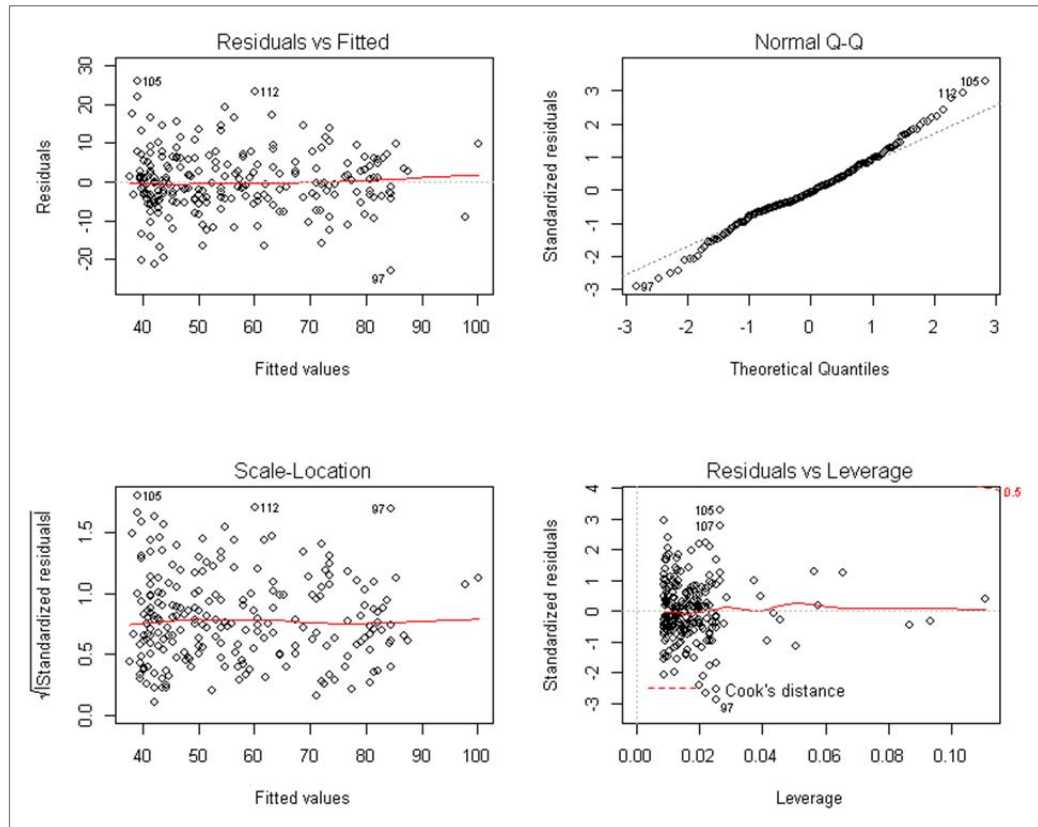 Residuals vs Fitted
Residuals
30
20
10
0
-10
-20
105
112
97
40 50 60 70 80 90 100
Fitted values
Normal Q-Q
Standardized residuals
3
2
1
0
-1
-2
-3
105
112
97
-3 -2 -1 0 1 2 3
Theoretical Quantiles
Scale-Location
√|Standardized residuals|
1.5
1.0
0.5
0.0
105
112
97
40 50 60 70 80 90 100
Fitted values
Residuals vs Leverage
Standardized residuals
4
3
2
1
0
-1
-2
-3
0.5
105
107
Cook's distance
97
0.00 0.02 0.04 0.06 0.08 0.10
Leverage